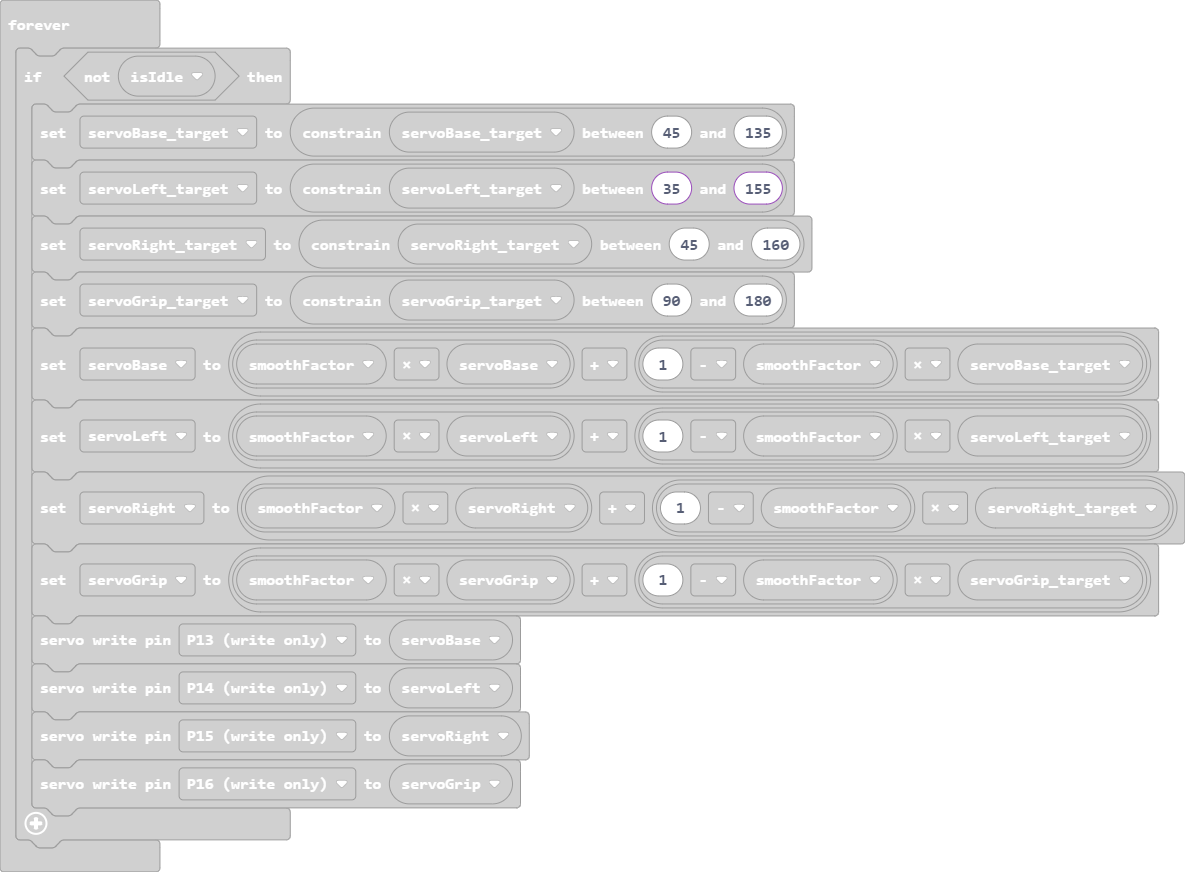 forever
if not isIdle then
set servoBase_target to constrain servoBase_target between 45 and 135
set servoLeft_target to constrain servoLeft_target between 35 and 155
set servoRight_target to constrain servoRight_target between 45 and 160
set servoGrip_target to constrain servoGrip_target between 90 and 180
set servoBase to smoothFactor × servoBase + 1 - smoothFactor × servoBase_target
set servoLeft to smoothFactor × servoLeft + 1 - smoothFactor × servoLeft_target
set servoRight to smoothFactor × servoRight + 1 - smoothFactor × servoRight_target
set servoGrip to smoothFactor × servoGrip + 1 - smoothFactor × servoGrip_target
servo write pin P13 (write only) to servoBase
servo write pin P14 (write only) to servoLeft
servo write pin P15 (write only) to servoRight
servo write pin P16 (write only) to servoGrip